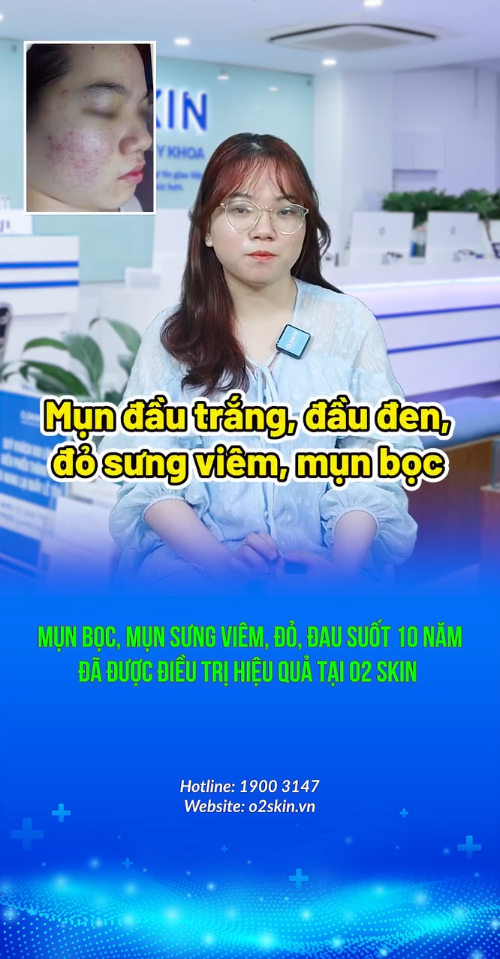 KIN
Y KHOA
Mụn đầu trắng, đầu đen,
đỏ sưng viêm, mụn bọc
MỤN BỌC, MỤN SƯNG VIÊM, ĐỎ, ĐAU SUỐT 10 NĂM
ĐÃ ĐƯỢC ĐIỀU TRỊ HIỆU QUẢ TẠI O2 SKIN
Hotline: 1900 3147
Website: o2skin.vn